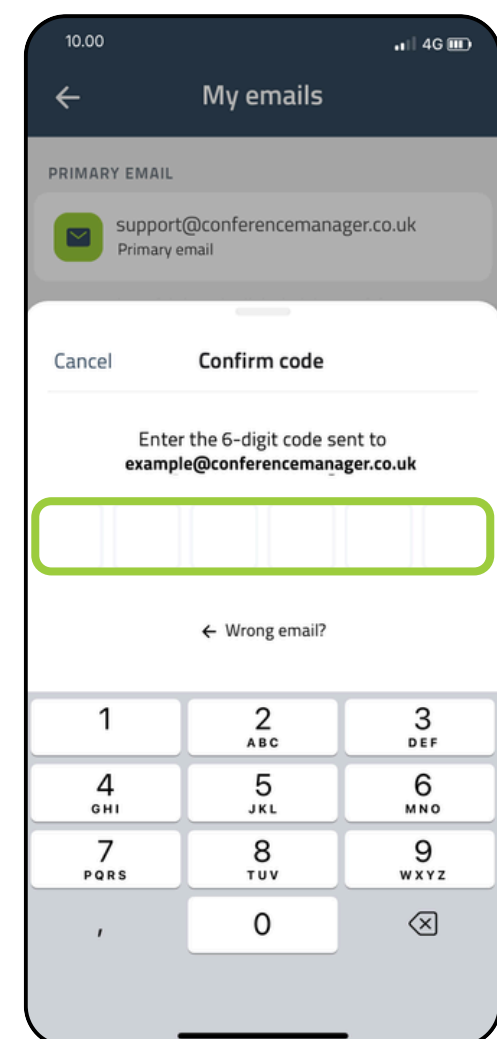 10.00 4G
← My emails
PRIMARY EMAIL
support@conferencemanager.co.uk
Primary email
Cancel Confirm code
Enter the 6-digit code sent to
example@conferencemanager.co.uk
← Wrong email?
1 2 3
ABC DEF
4 5 6
GHI JKL MNO
7 8 9
PQRS TUV WXYZ
, 0